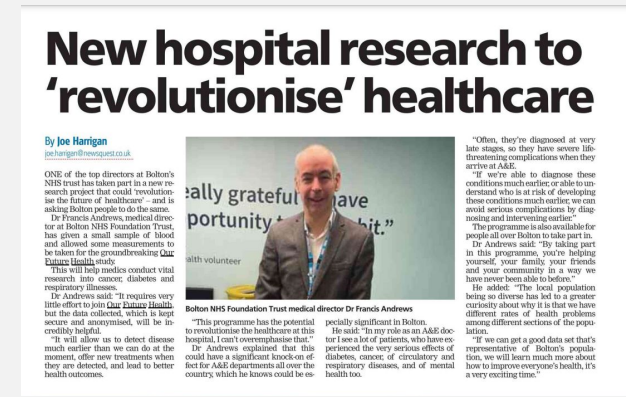 New hospital research to
‘revolutionise’ healthcare
By Joe Harrigan
joe.harrigan@newsquest.co.uk
ONE of the top directors at Bolton's
NHS trust has taken part in a new re-
search project that could 'revolution-
ise the future of healthcare' – and is
asking Bolton people to do the same.
Dr Francis Andrews, medical direc-
tor at Bolton NHS Foundation Trust,
has given a small sample of blood
and allowed some measurements to
be taken for the groundbreaking Our
Future Health study.
This will help medics conduct vital
research into cancer, diabetes and
respiratory illnesses.
Dr Andrews said: "It requires very
little effort to join Our Future Health,
but the data collected, which is kept
secure and anonymised, will be in-
credibly helpful.
"It will allow us to detect disease
much earlier than we can do at the
moment, offer new treatments when
they are detected, and lead to better
health outcomes.
eally grateful
have
portunity
hit.”
alth volunteer
Bolton NHS Foundation Trust medical director Dr Francis Andrews
"This programme has the potential
to revolutionise the healthcare at this
hospital, I can't overemphasise that."
Dr Andrews explained that this
could have a significant knock-on ef-
fect for A&E departments all over the
country, which he knows could be es-
pecially significant in Bolton.
He said: "In my role as an A&E doc-
tor I see a lot of patients, who have ex-
perienced the very serious effects of
diabetes, cancer, of circulatory and
respiratory diseases, and of mental
health too.
"Often, they're diagnosed at very
late stages, so they have severe life-
threatening complications when they
arrive at A&E.
"If we're able to diagnose these
conditions much earlier, or able to un-
derstand who is at risk of developing
these conditions much earlier, we can
avoid serious complications by diag-
nosing and intervening earlier."
The programme is also available for
people all over Bolton to take part in.
Dr Andrews said: "By taking part
in this programme, you're helping
yourself, your family, your friends
and your community in a way we
have never been able to before."
He added: "The local population
being so diverse has led to a greater
curiosity about why it is that we have
different rates of health problems
among different sections of the popu-
lation.
"If we can get a good data set that's
representative of Bolton's popula-
tion, we will learn much more about
how to improve everyone's health, it's
a very exciting time."